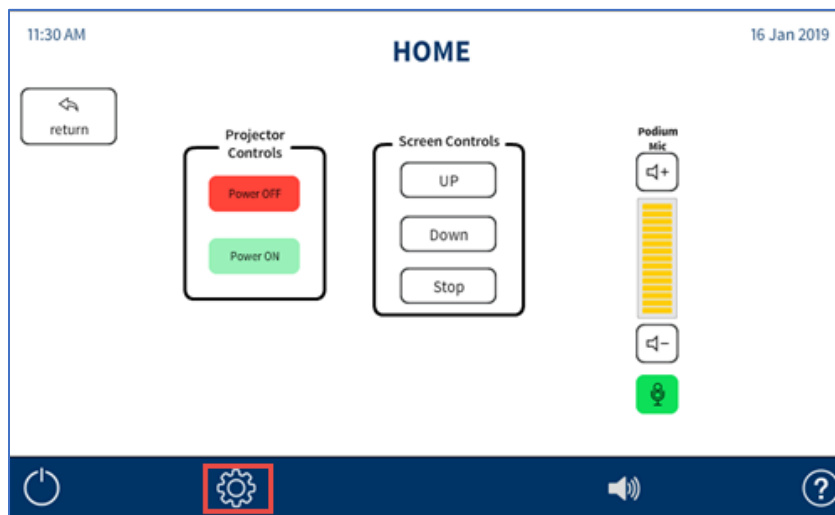 11:30 AM
HOME
16 Jan 2019
return
Projector
Controls
Power OFF
Power ON
Screen Controls
UP
Down
Stop
Podium
Mic
+
-
?